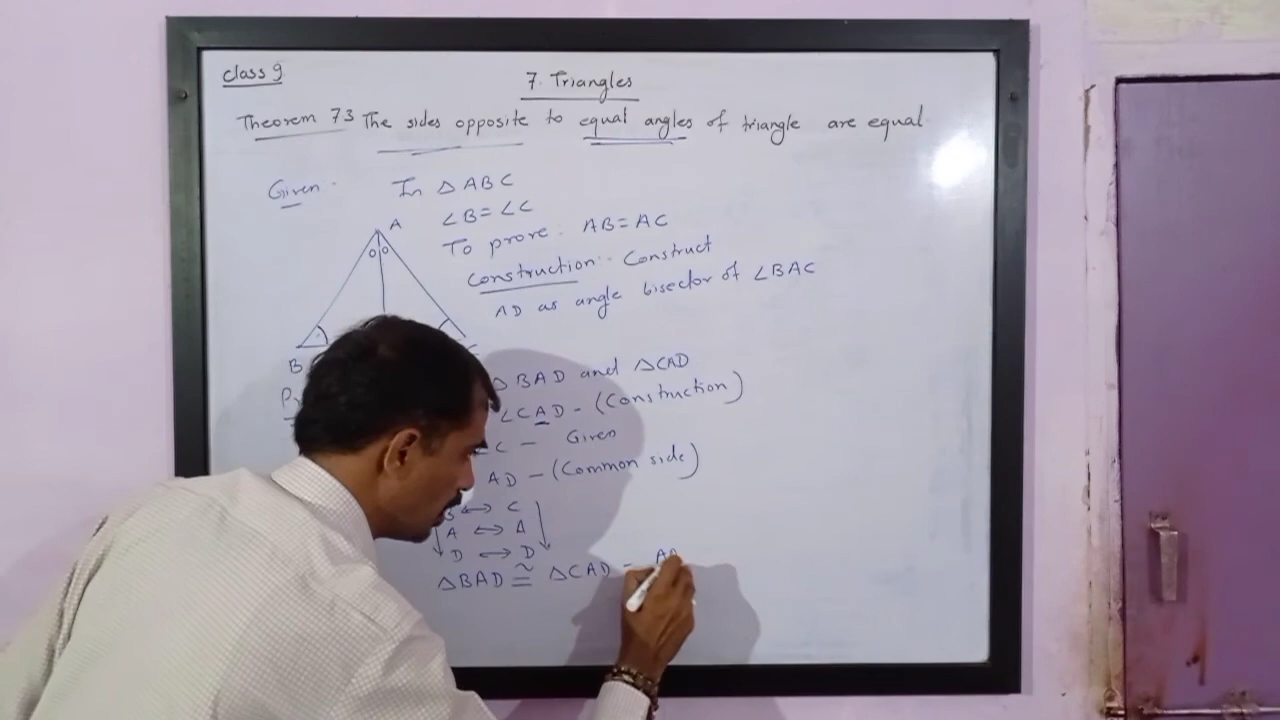 Class 9
7. Triangles
Theorem 7.3 The sides opposite to equal angles of triangle are equal
Given.
In △ABC
∠B=∠C
A
To prove. AB=AC
Construction:- Construct
AD as angle bisector of ∠BAC
B
△BAD and △CAD
∠CAD - (Construction)
C - Given
AD - (Common side)
B ↔ C
A ↔ A
D ↔ D
△BAD ≅ △CAD - AA